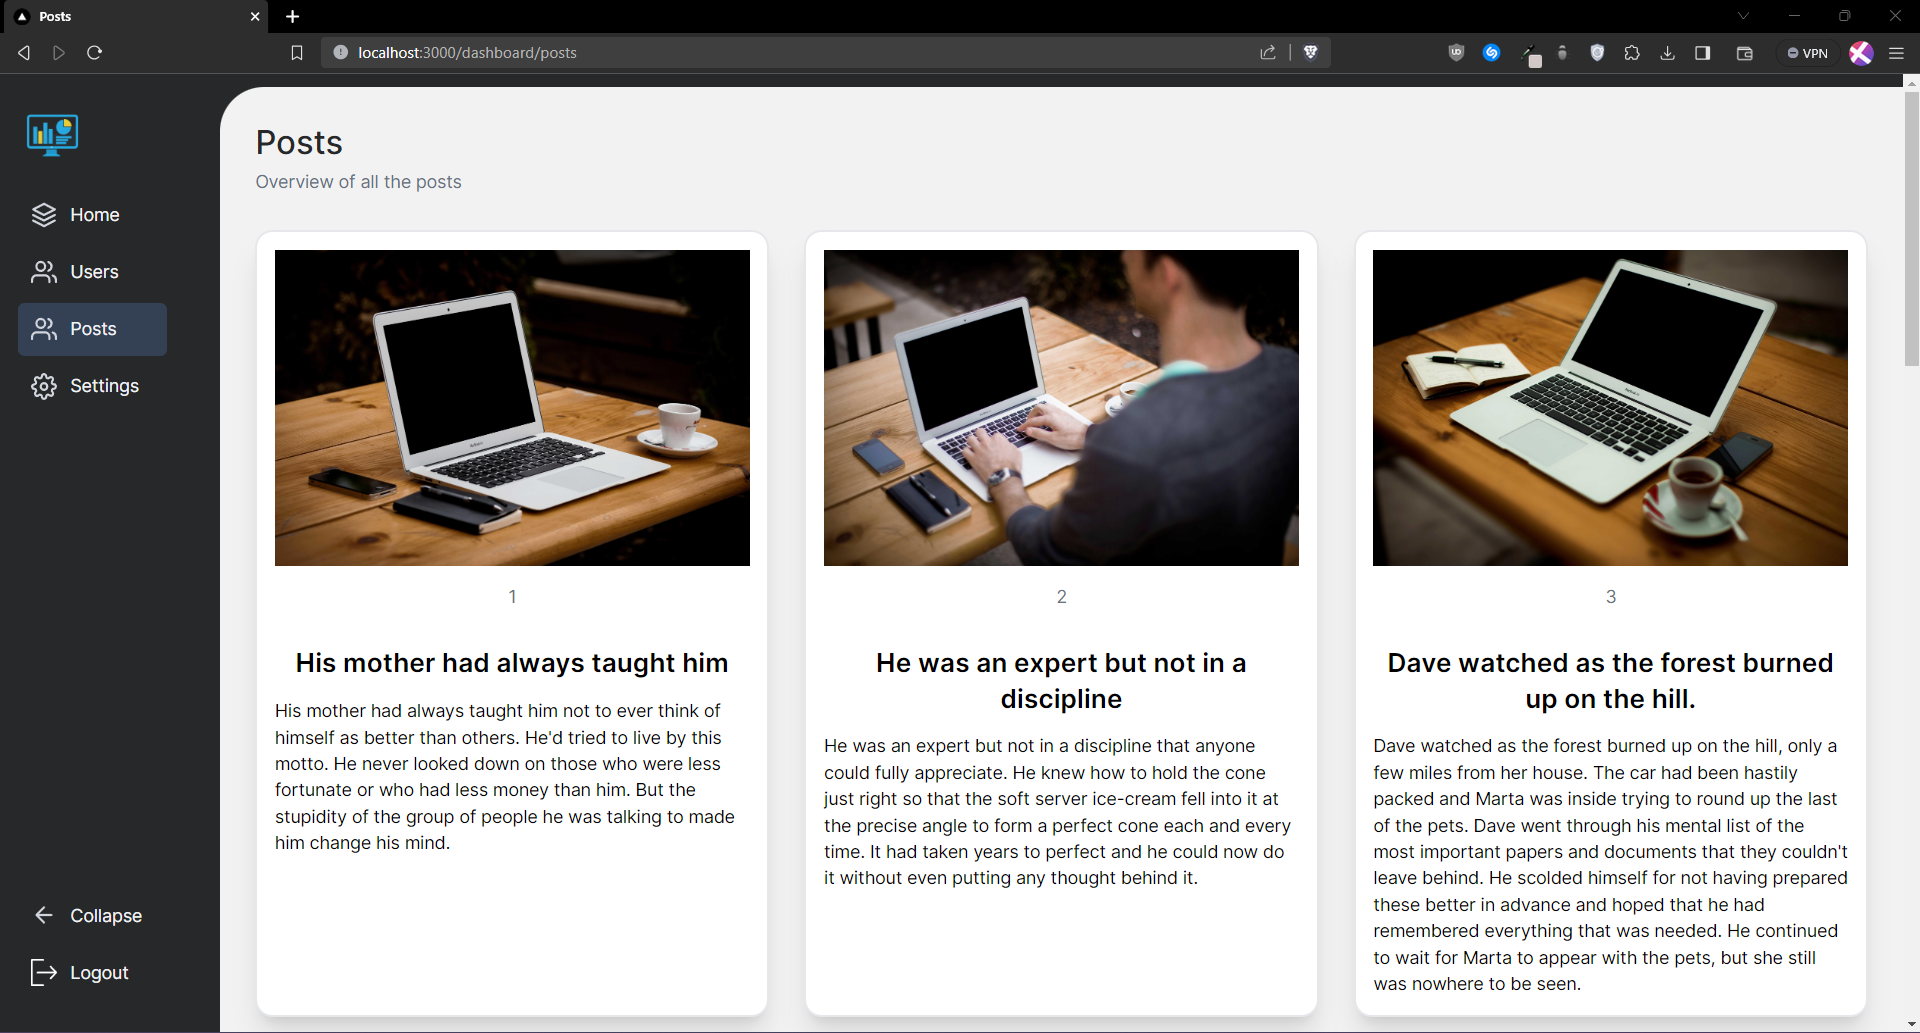 Posts
localhost:3000/dashboard/posts
VPN
Home
Users
Posts
Settings
Collapse
Logout
Posts
Overview of all the posts
1
His mother had always taught him
His mother had always taught him not to ever think of
himself as better than others. He'd tried to live by this
motto. He never looked down on those who were less
fortunate or who had less money than him. But the
stupidity of the group of people he was talking to made
him change his mind.
2
He was an expert but not in a
discipline
He was an expert but not in a discipline that anyone
could fully appreciate. He knew how to hold the cone
just right so that the soft server ice-cream fell into it at
the precise angle to form a perfect cone each and every
time. It had taken years to perfect and he could now do
it without even putting any thought behind it.
3
Dave watched as the forest burned
up on the hill.
Dave watched as the forest burned up on the hill, only a
few miles from her house. The car had been hastily
packed and Marta was inside trying to round up the last
of the pets. Dave went through his mental list of the
most important papers and documents that they couldn't
leave behind. He scolded himself for not having prepared
these better in advance and hoped that he had
remembered everything that was needed. He continued
to wait for Marta to appear with the pets, but she still
was nowhere to be seen.